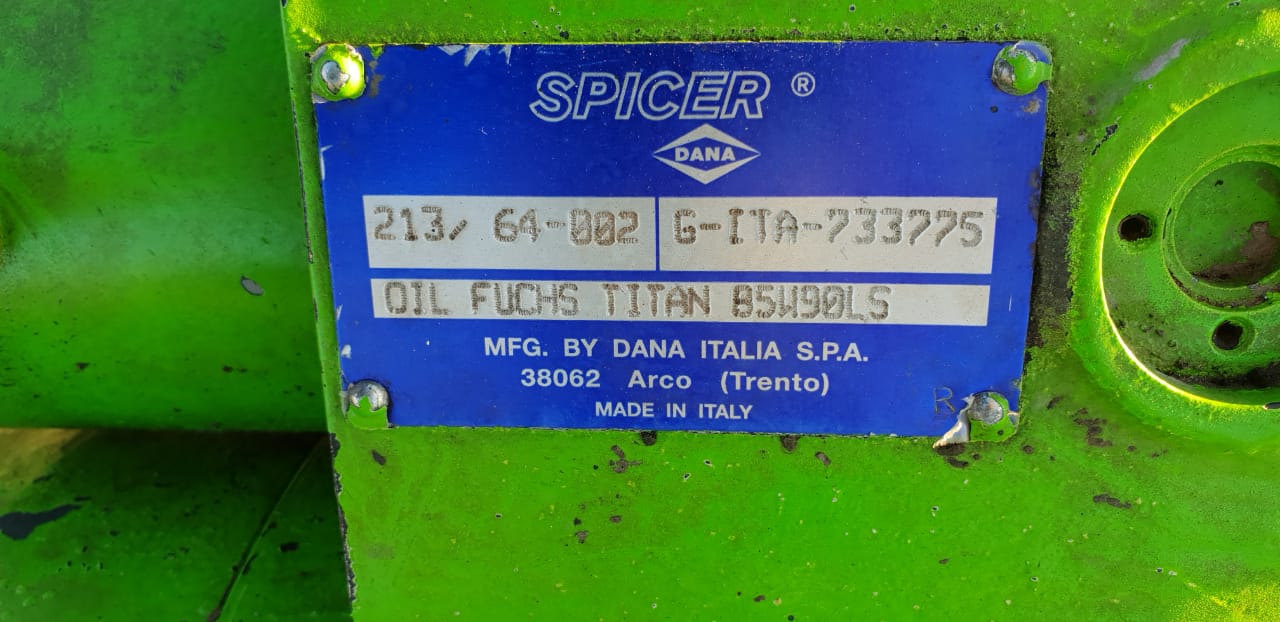 SPICER ®
DANA
213/ 64-002 G-ITA-733775
OIL FUCHS TITAN 85W90LS
MFG. BY DANA ITALIA S.P.A.
38062 Arco (Trento)
MADE IN ITALY
R